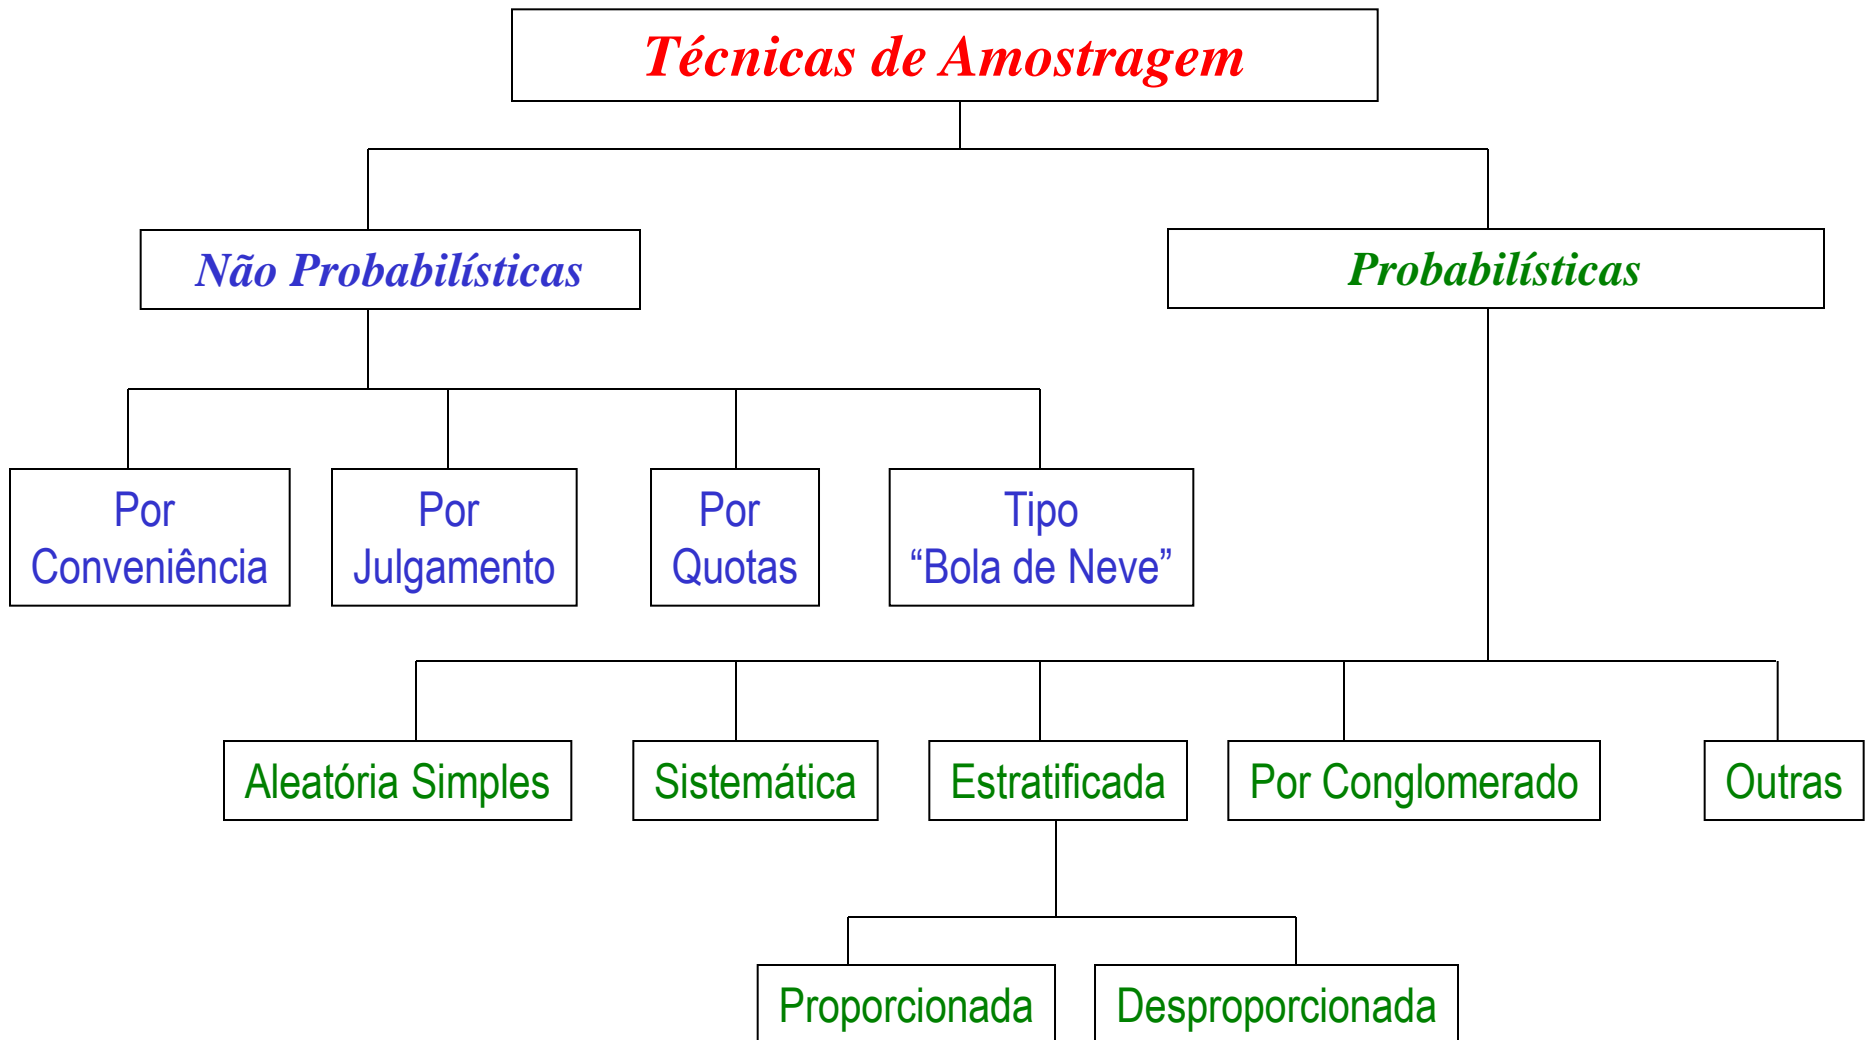 Técnicas de Amostragem
Não Probabilísticas
Probabilísticas
Por
Conveniência
Por
Julgamento
Por
Quotas
Tipo
“Bola de Neve”
Aleatória Simples
Sistemática
Estratificada
Por Conglomerado
Outras
Proporcionada
Desproporcionada